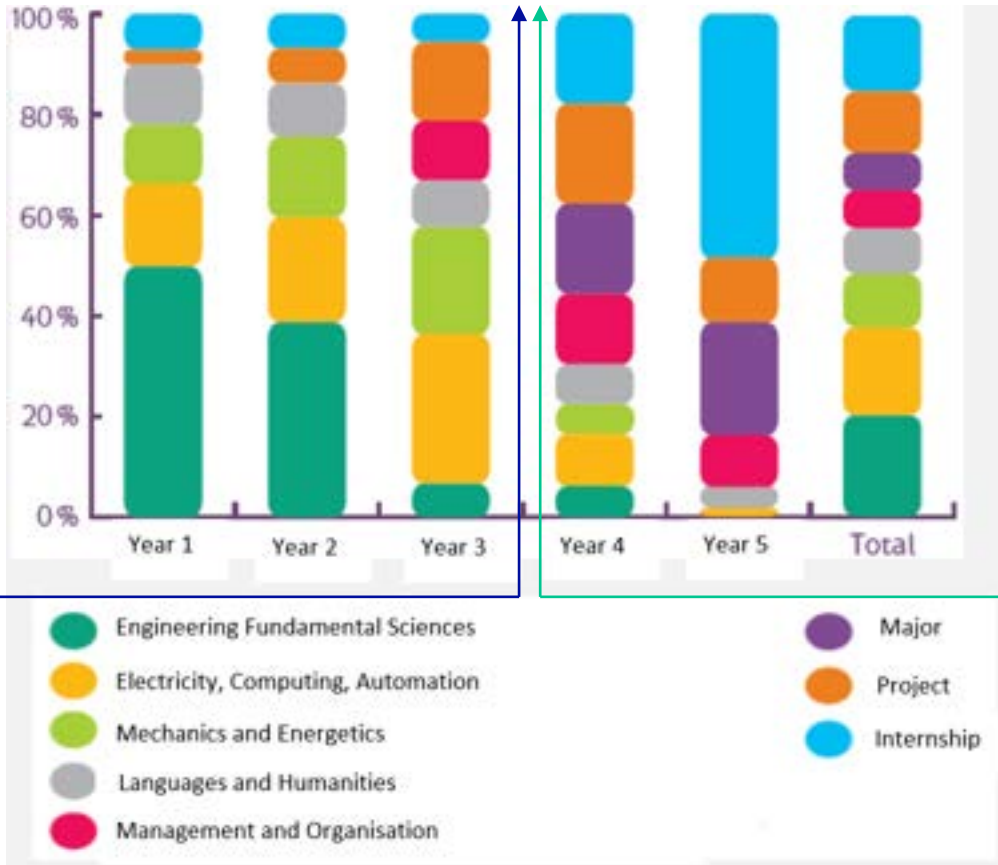 100%
80%
60%
40%
20%
0%
Year 1
Year 2
Year 3
Year 4
Year 5
Total
Engineering Fundamental Sciences
Electricity, Computing, Automation
Mechanics and Energetics
Languages and Humanities
Management and Organisation
Major
Project
Internship